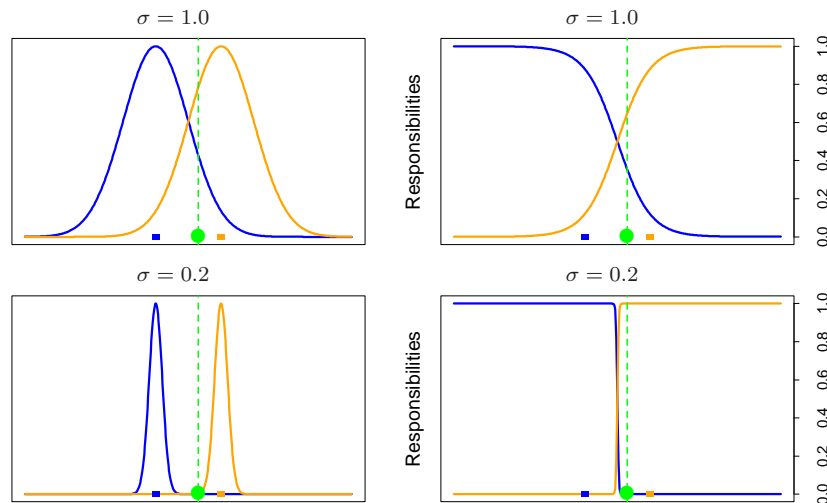 σ = 1.0
σ = 1.0
Responsibilities
0.0 0.2 0.4 0.6 0.8 1.0
σ = 0.2
σ = 0.2
Responsibilities
0.0 0.2 0.4 0.6 0.8 1.0